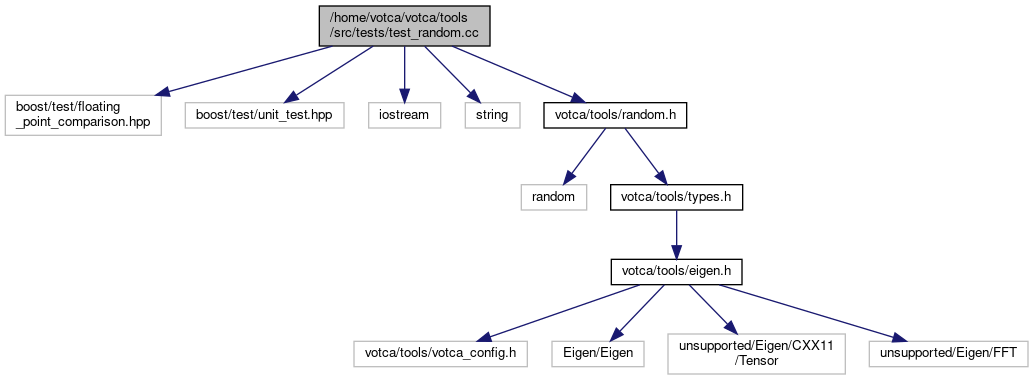 /home/votca/votca/tools
/src/tests/test_random.cc
boost/test/floating
_point_comparison.hpp
boost/test/unit_test.hpp
iostream
string
votca/tools/random.h
random
votca/tools/types.h
votca/tools/eigen.h
votca/tools/votca_config.h
Eigen/Eigen
unsupported/Eigen/CXX11
/Tensor
unsupported/Eigen/FFT